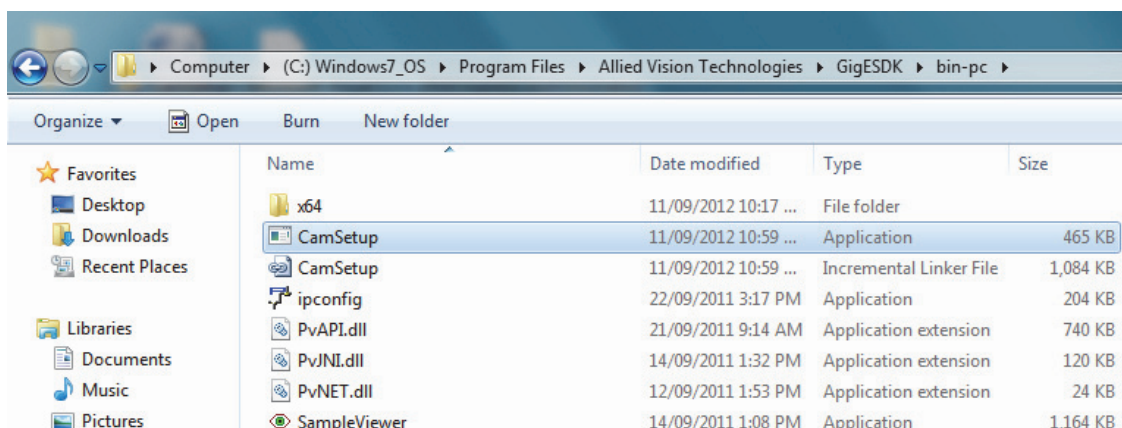 Computer (C:) Windows7_OS Program Files Allied Vision Technologies GigESDK bin-pc
Organize Open Burn New folder
Name Date modified Type Size
Favorites
Desktop
Downloads
Recent Places
Libraries
Documents
Music
Pictures
x64 11/09/2012 10:17 ... File folder
CamSetup 11/09/2012 10:59 ... Application 465 KB
CamSetup 11/09/2012 10:59 ... Incremental Linker File 1,084 KB
ipconfig 22/09/2011 3:17 PM Application 204 KB
PvAPI.dll 21/09/2011 9:14 AM Application extension 740 KB
PvJNI.dll 14/09/2011 1:32 PM Application extension 120 KB
PvNET.dll 12/09/2011 1:53 PM Application extension 24 KB
SampleViewer 14/09/2011 1:08 PM Application 1,164 KB